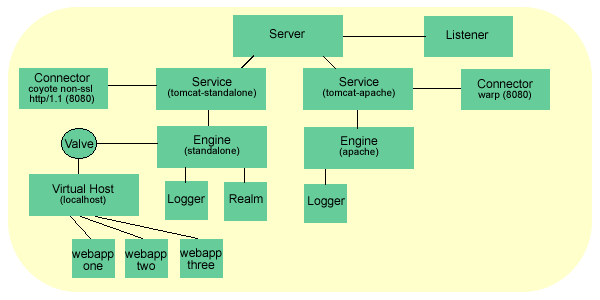 Server
Listener
Connector
coyote non-ssl
http/1.1 (8080)
Service
(tomcat-standalone)
Service
(tomcat-apache)
Connector
warp (8080)
Valve
Engine
(standalone)
Engine
(apache)
Virtual Host
(localhost)
Logger
Realm
Logger
webapp
one
webapp
two
webapp
three